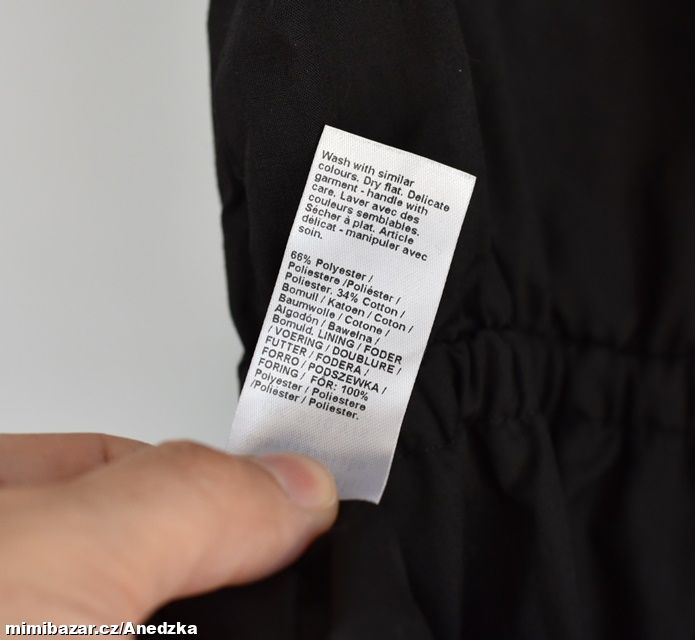 Wash with similar
colours. Dry flat. Delicate
garment - handle with
care. Laver avec des
couleurs semblables.
Sécher à plat. Article
délicat - manipuler avec
soin.
66% Polyester /
Poliestere /Poliéster /
Poliester. 34% Cotton /
Bomull / Katoen / Coton /
Baumwolle / Cotone /
Algodón / Bawełna /
Bomuld. LINING / FODER
/ VOERING / DOUBLURE /
FUTTER / FODERA /
FORRO / PODSZEWKA /
FORING / FÓR: 100%
Polyester / Poliestere
/Poliéster / Poliester.
mimibazar.cz/Anedzka